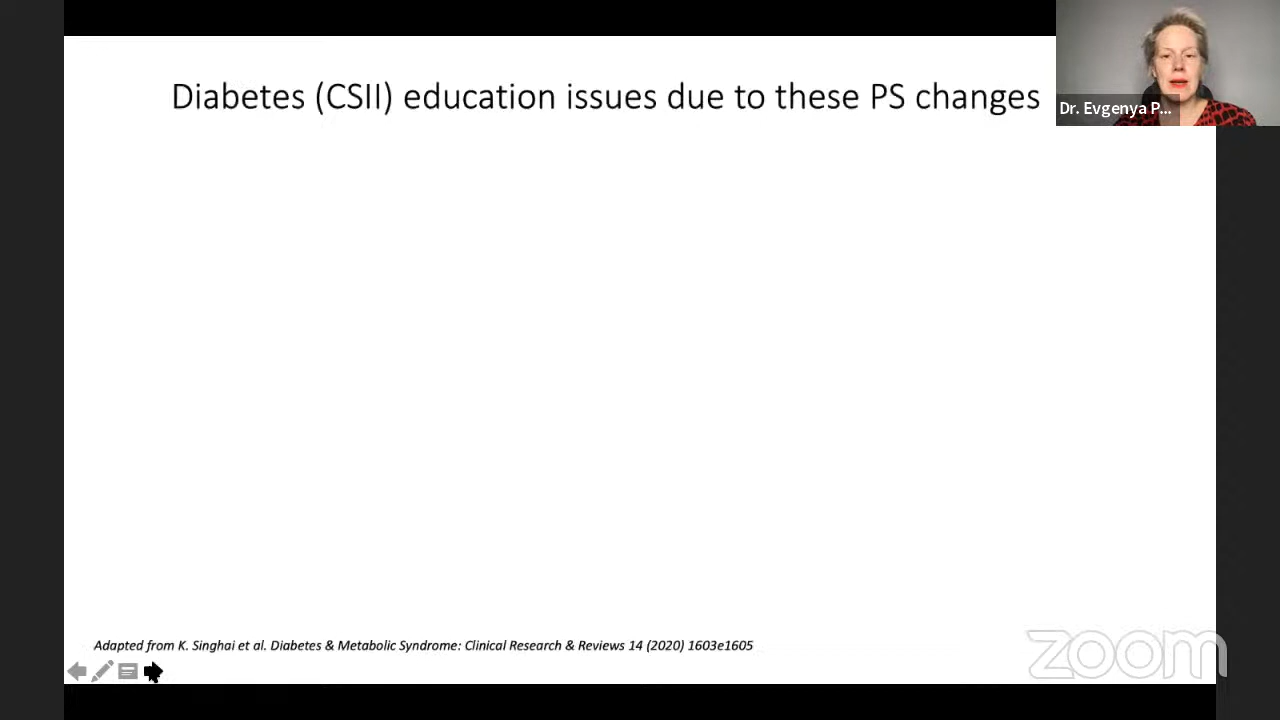 Diabetes (CSII) education issues due to these PS changes
Dr. Evgenya P...
Adapted from K. Singhai et al. Diabetes & Metabolic Syndrome: Clinical Research & Reviews 14 (2020) 1603e1605
zoom